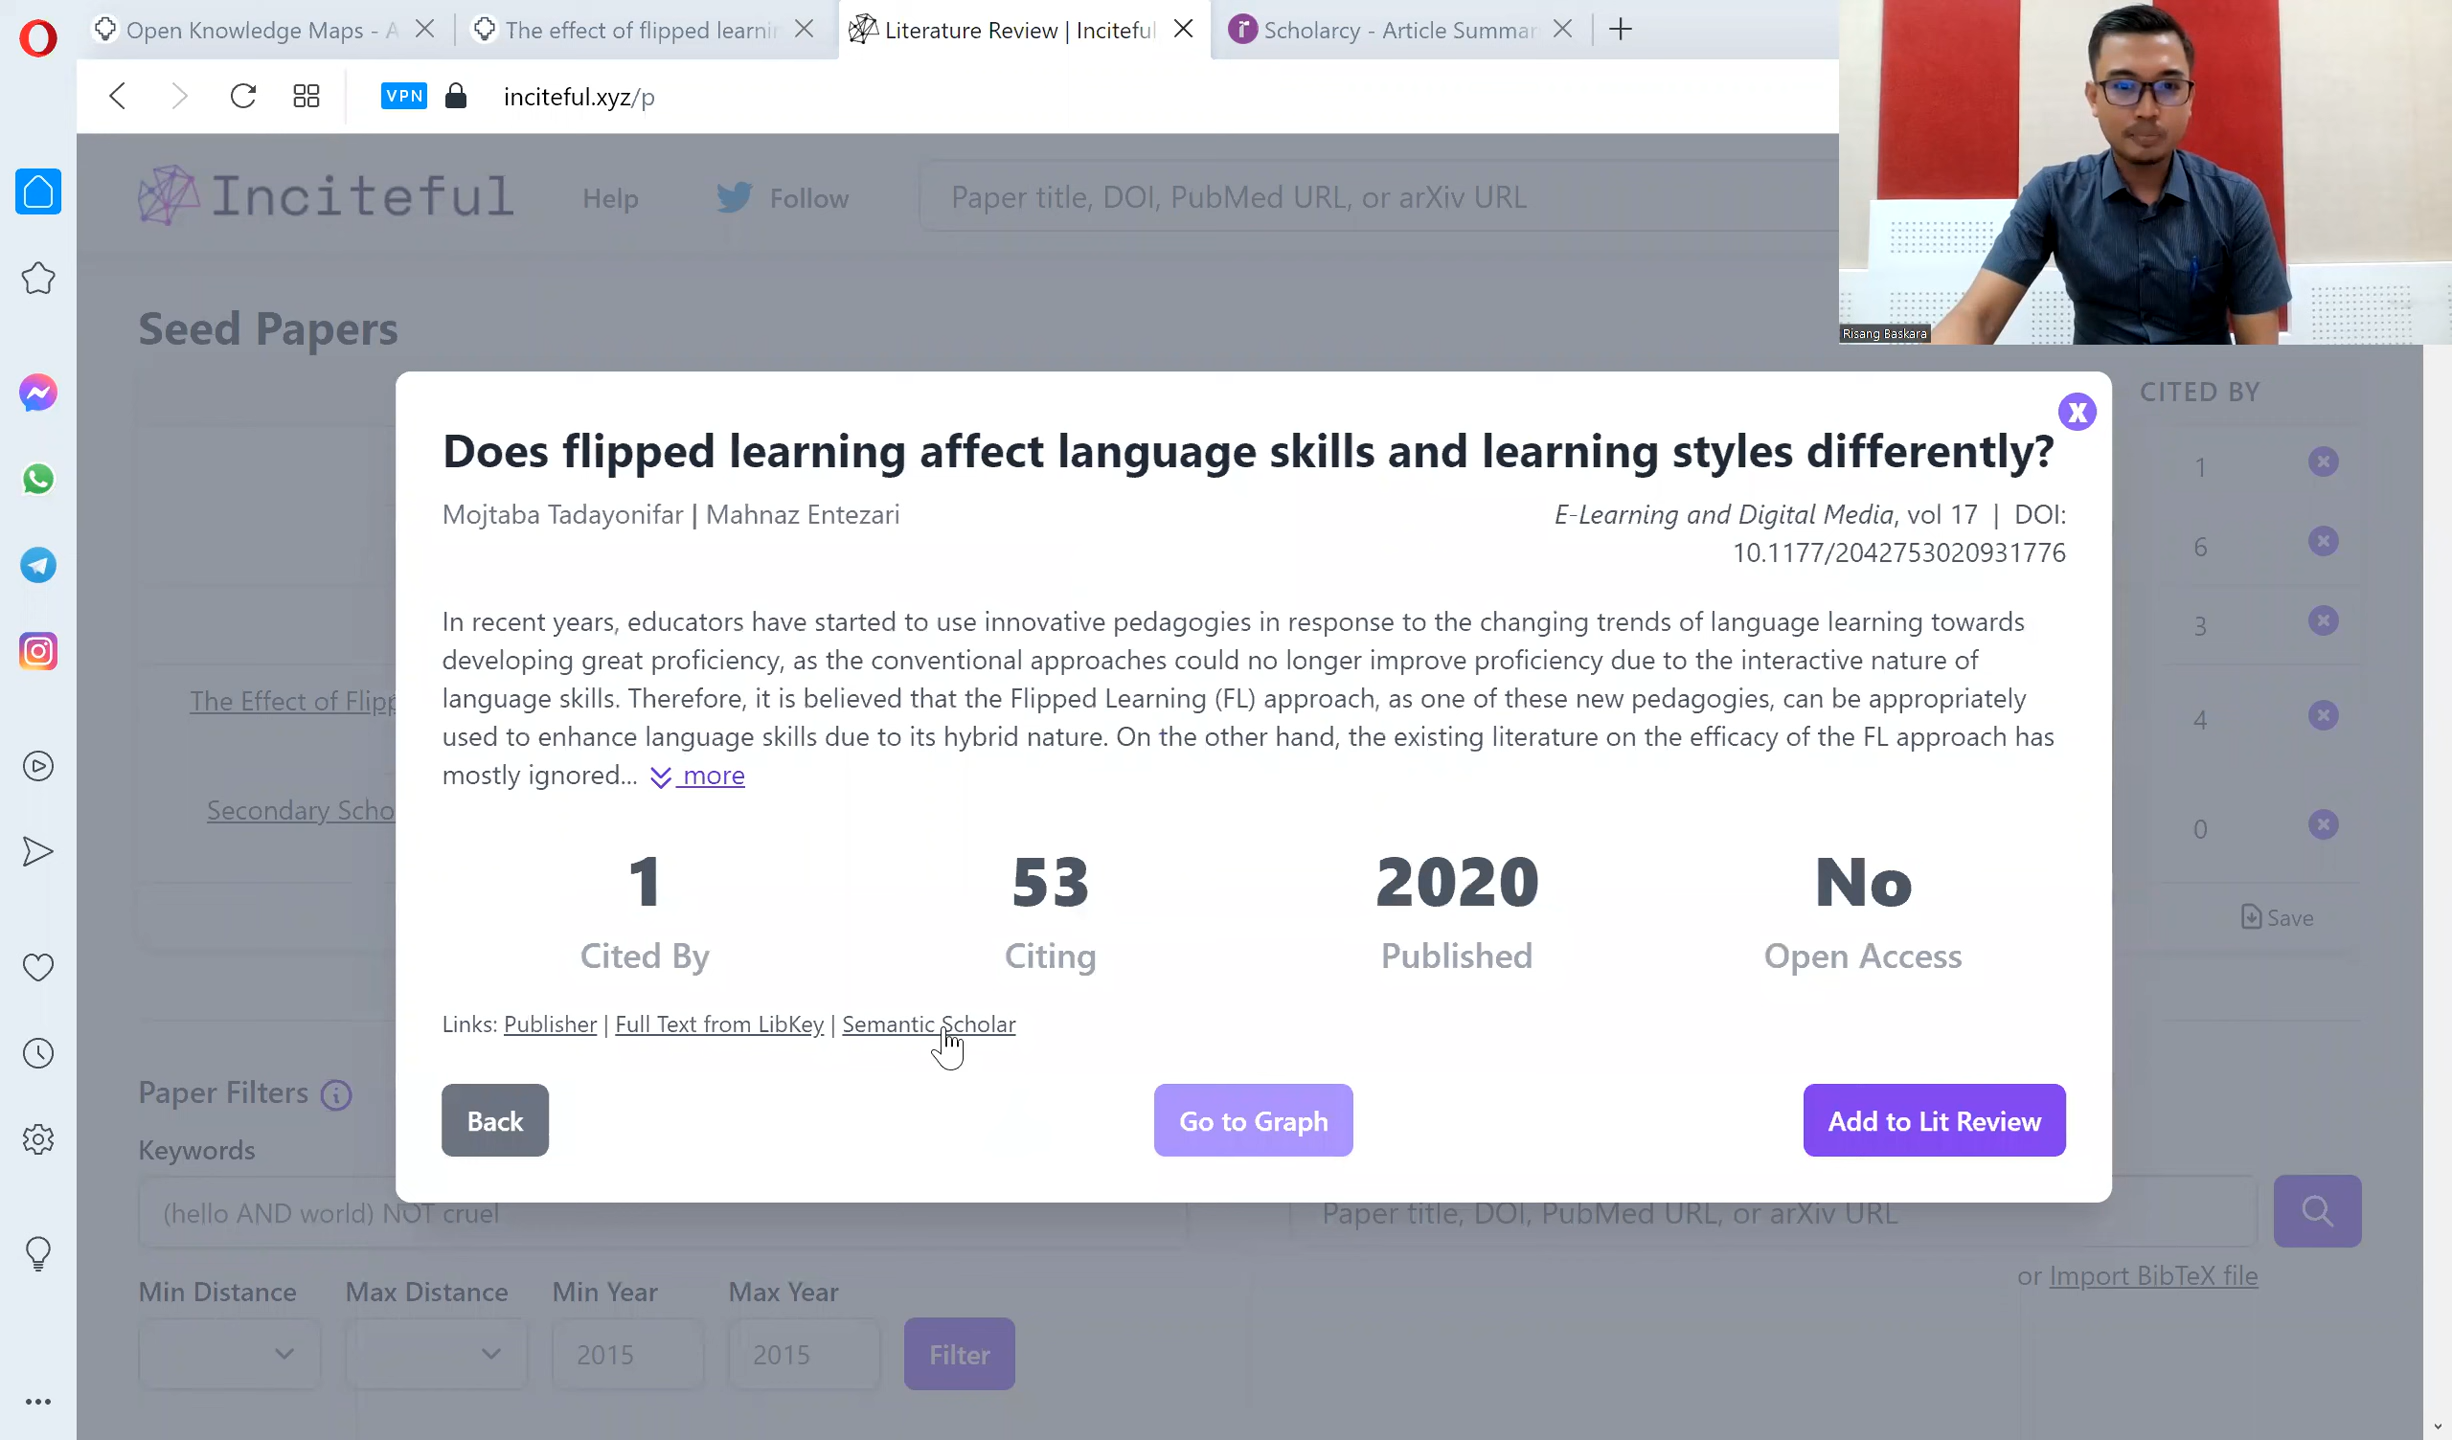 Open Knowledge Maps - A
The effect of flipped learnin
Literature Review | Inciteful
Scholarcy - Article Summar
VPN
inciteful.xyz/p
Inciteful
Help
Follow
Paper title, DOI, PubMed URL, or arXiv URL
Risang Baskara
Seed Papers
CITED BY
X
Does flipped learning affect language skills and learning styles differently?
Mojtaba Tadayonifar | Mahnaz Entezari
E-Learning and Digital Media, vol 17 | DOI:
10.1177/2042753020931776
1
6
3
4
0
In recent years, educators have started to use innovative pedagogies in response to the changing trends of language learning towards
developing great proficiency, as the conventional approaches could no longer improve proficiency due to the interactive nature of
language skills. Therefore, it is believed that the Flipped Learning (FL) approach, as one of these new pedagogies, can be appropriately
used to enhance language skills due to its hybrid nature. On the other hand, the existing literature on the efficacy of the FL approach has
mostly ignored... more
The Effect of Flipp
Secondary Scho
1 53 2020 No
Cited By Citing Published Open Access
Save
Links: Publisher | Full Text from LibKey | Semantic Scholar
Back
Go to Graph
Add to Lit Review
Paper Filters
Keywords
(hello AND world) NOT cruel
Paper title, DOI, PubMed URL, or arXiv URL
or Import BibTeX file
Min Distance Max Distance Min Year Max Year
2015 2015 Filter